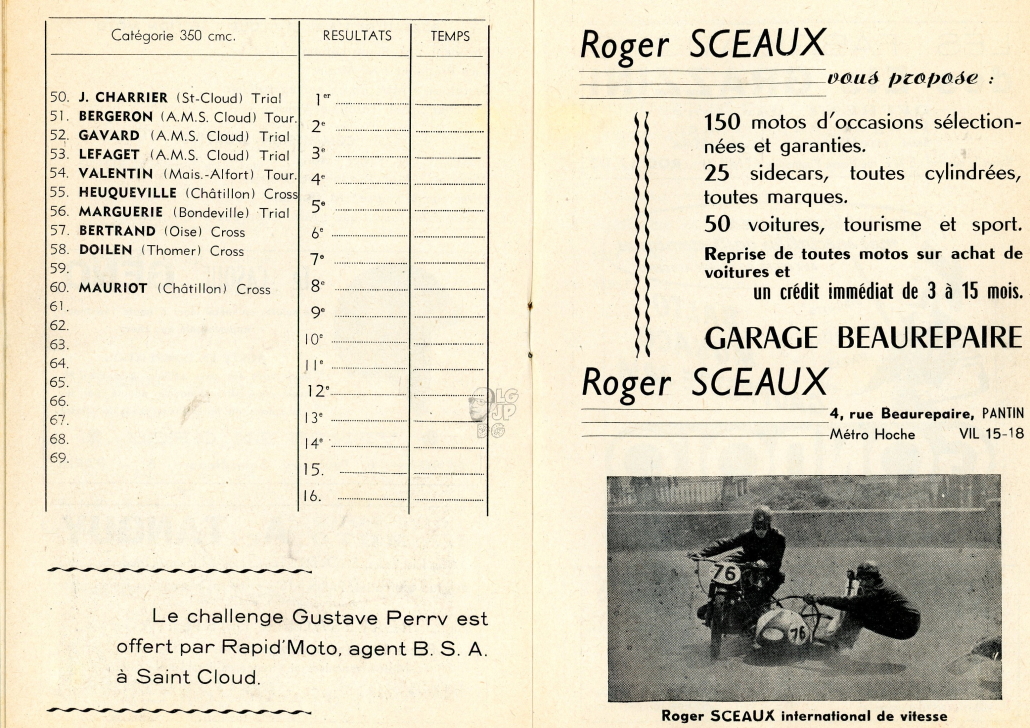 Catégorie 350 cmc.
RESULTATS
TEMPS
50. J. CHARRIER (St-Cloud) Trial
51. BERGERON (A.M.S. Cloud) Tour.
52. GAVARD (A.M.S. Cloud) Trial
53. LEFAGET (A.M.S. Cloud) Trial
54. VALENTIN (Mais.-Alfort) Tour.
55. HEUQUEVILLE (Châtillon) Cross
56. MARGUERIE (Bondeville) Trial
57. BERTRAND (Oise) Cross
58. DOILEN (Thomer) Cross
59.
60. MAURIOT (Châtillon) Cross
61.
62.
63.
64.
65.
66.
67.
68.
69.
1er
2e
3e
4e
5e
6e
7e
8e
9e
10e
11e
12e
13e
14e
15.
16.
Le challenge Gustave Perrv est
offert par Rapid'Moto, agent B. S. A.
à Saint Cloud.
Roger SCEAUX
vous propose :
150 motos d'occasions sélection-
nées et garanties.
25 sidecars, toutes cylindrées,
toutes marques.
50 voitures, tourisme et sport.
Reprise de toutes motos sur achat de
voitures et
un crédit immédiat de 3 à 15 mois.
GARAGE BEAUREPAIRE
Roger SCEAUX
4, rue Beaurepaire, PANTIN
Métro Hoche VIL 15-18
76
76
Roger SCEAUX international de vitesse
LG
JP